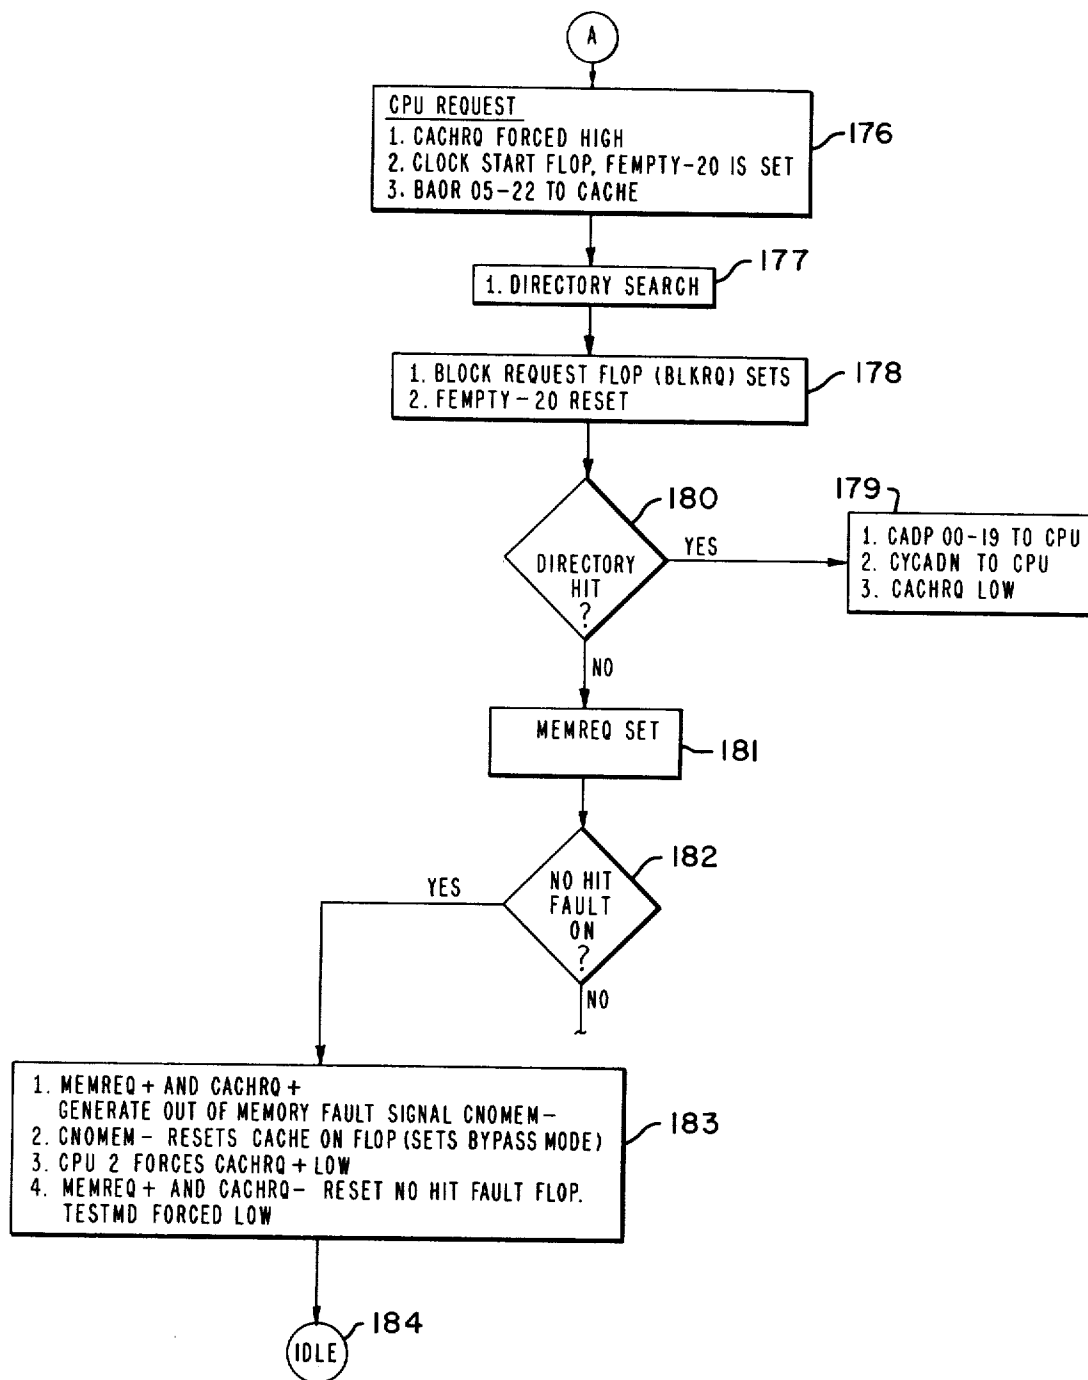 A
CPU REQUEST
1. CACHRQ FORCED HIGH
2. CLOCK START FLOP, FEMPTY-20 IS SET
3. BAOR 05-22 TO CACHE
176
177
1. DIRECTORY SEARCH
1. BLOCK REQUEST FLOP (BLKRQ) SETS
2. FEMPTY-20 RESET
178
180
DIRECTORY
HIT
?
YES
179
1. CADP 00-19 TO CPU
2. CYCADN TO CPU
3. CACHRQ LOW
NO
MEMREQ SET
181
182
NO HIT
FAULT
ON
?
YES
NO
1. MEMREQ+ AND CACHRQ+
GENERATE OUT OF MEMORY FAULT SIGNAL CNOMEM-
2. CNOMEM- RESETS CACHE ON FLOP (SETS BYPASS MODE)
3. CPU 2 FORCES CACHRQ+ LOW
4. MEMREQ+ AND CACHRQ- RESET NO HIT FAULT FLOP.
TESTMD FORCED LOW
183
184
IDLE